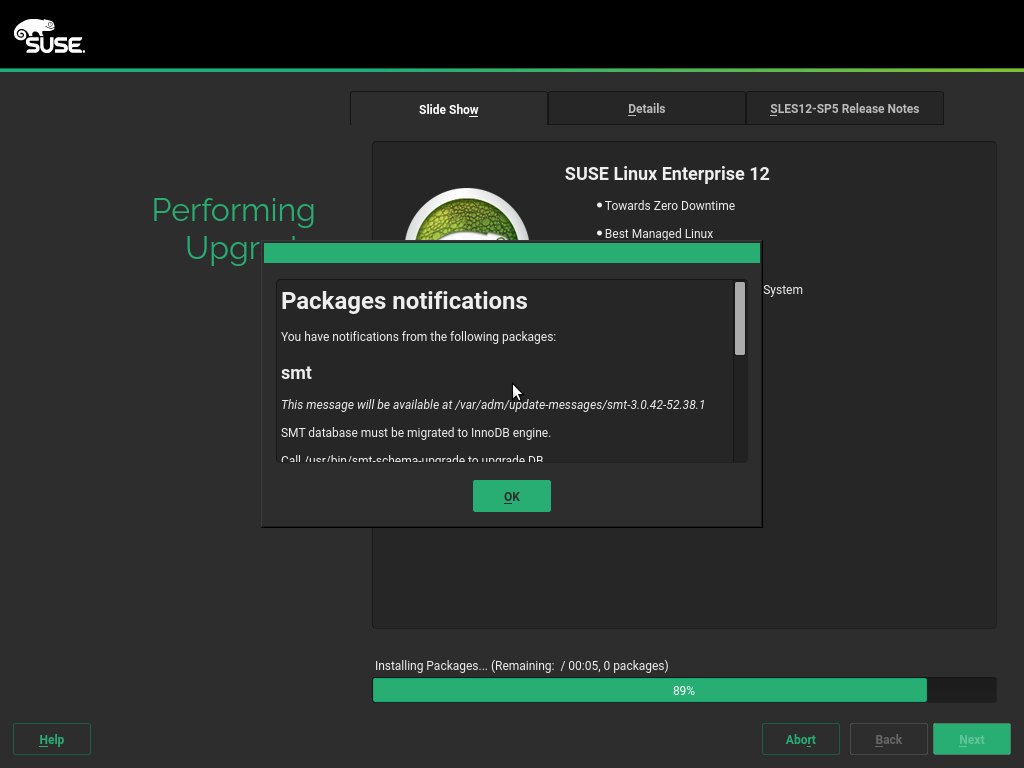 SUSE
Slide Show
Details
SLES12-SP5 Release Notes
Performing
Upgr
SUSE Linux Enterprise 12
Towards Zero Downtime
Best Managed Linux
System
Packages notifications
You have notifications from the following packages:
smt
This message will be available at /var/adm/update-messages/smt-3.0.42-52.38.1
SMT database must be migrated to InnoDB engine.
Call /usr/bin/smt-schema-upgrade to upgrade DB
OK
Installing Packages... (Remaining:  / 00:05, 0 packages)
89%
Help
Abort
Back
Next